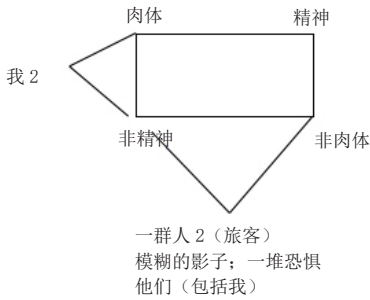 肉体
精神
我 2
非精神
非肉体
一群人 2（旅客）
模糊的影子；一堆恐惧
他们（包括我）